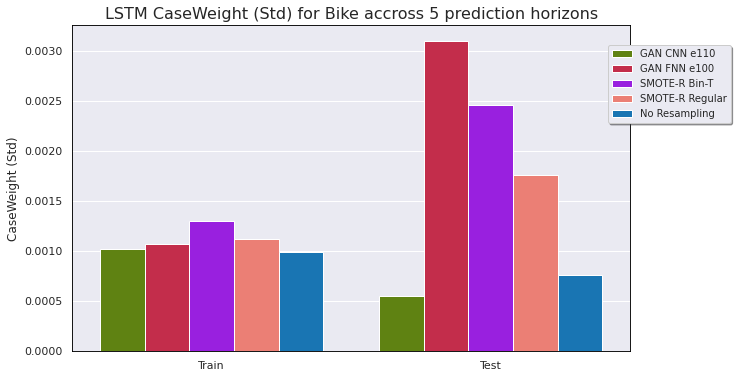 LSTM CaseWeight (Std) for Bike accross 5 prediction horizons
CaseWeight (Std)
0.0030
0.0025
0.0020
0.0015
0.0010
0.0005
0.0000
Train
Test
GAN CNN e110
GAN FNN e100
SMOTE-R Bin-T
SMOTE-R Regular
No Resampling